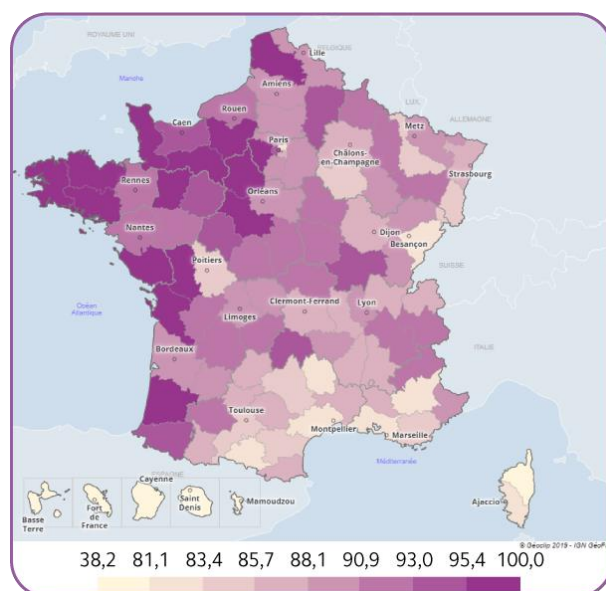 ROYAUME UNI
BELGIQUE
Manche
Lille
Amiens
LUX.
Rouen
ALLEMAGNE
Caen
Metz
Paris
Châlons-
en-Champagne
Strasbourg
Rennes
Orléans
Nantes
Dijon
Besançon
Poitiers
SUISSE
Océan
Atlantique
Clermont-Ferrand
Lyon
Limoges
ITALIE
Bordeaux
Toulouse
Montpellier
Marseille
Méditerranée
ESPAGNE
Cayenne
Saint
Denis
Mamoudzou
Basse
Terre
Fort
de
France
Ajaccio
© Géoclip 2019 - IGN GéoF
38,2 81,1 83,4 85,7 88,1 90,9 93,0 95,4 100,0